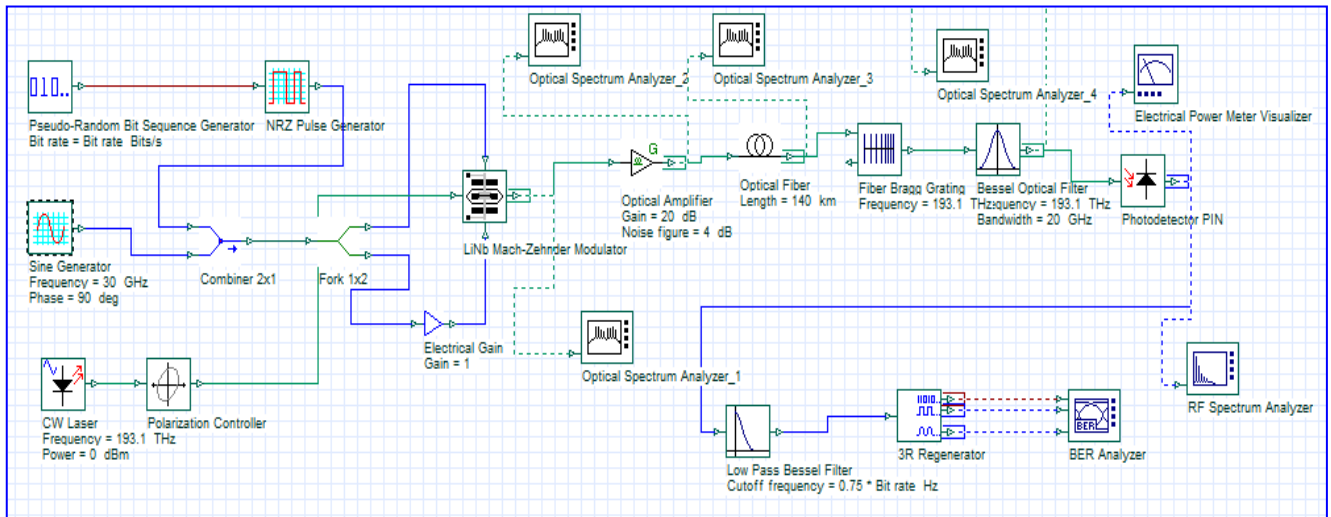 Optical Spectrum Analyzer_2
Optical Spectrum Analyzer_3
Optical Spectrum Analyzer_4
Electrical Power Meter Visualizer
010..
Pseudo-Random Bit Sequence Generator
Bit rate = Bit rate Bits/s
NRZ Pulse Generator
G
Optical Amplifier
Gain = 20 dB
Noise figure = 4 dB
Optical Fiber
Length = 140 km
Fiber Bragg Grating
Frequency = 193.1 THz
Bessel Optical Filter
quency = 193.1 THz
Bandwidth = 20 GHz
Photodetector PIN
LiNb Mach-Zehnder Modulator
Sine Generator
Frequency = 30 GHz
Phase = 90 deg
Combiner 2x1
Fork 1x2
Electrical Gain
Gain = 1
Optical Spectrum Analyzer_1
CW Laser
Frequency = 193.1 THz
Power = 0 dBm
Polarization Controller
RF Spectrum Analyzer
Low Pass Bessel Filter
Cutoff frequency = 0.75 * Bit rate Hz
3R Regenerator
BER
BER Analyzer